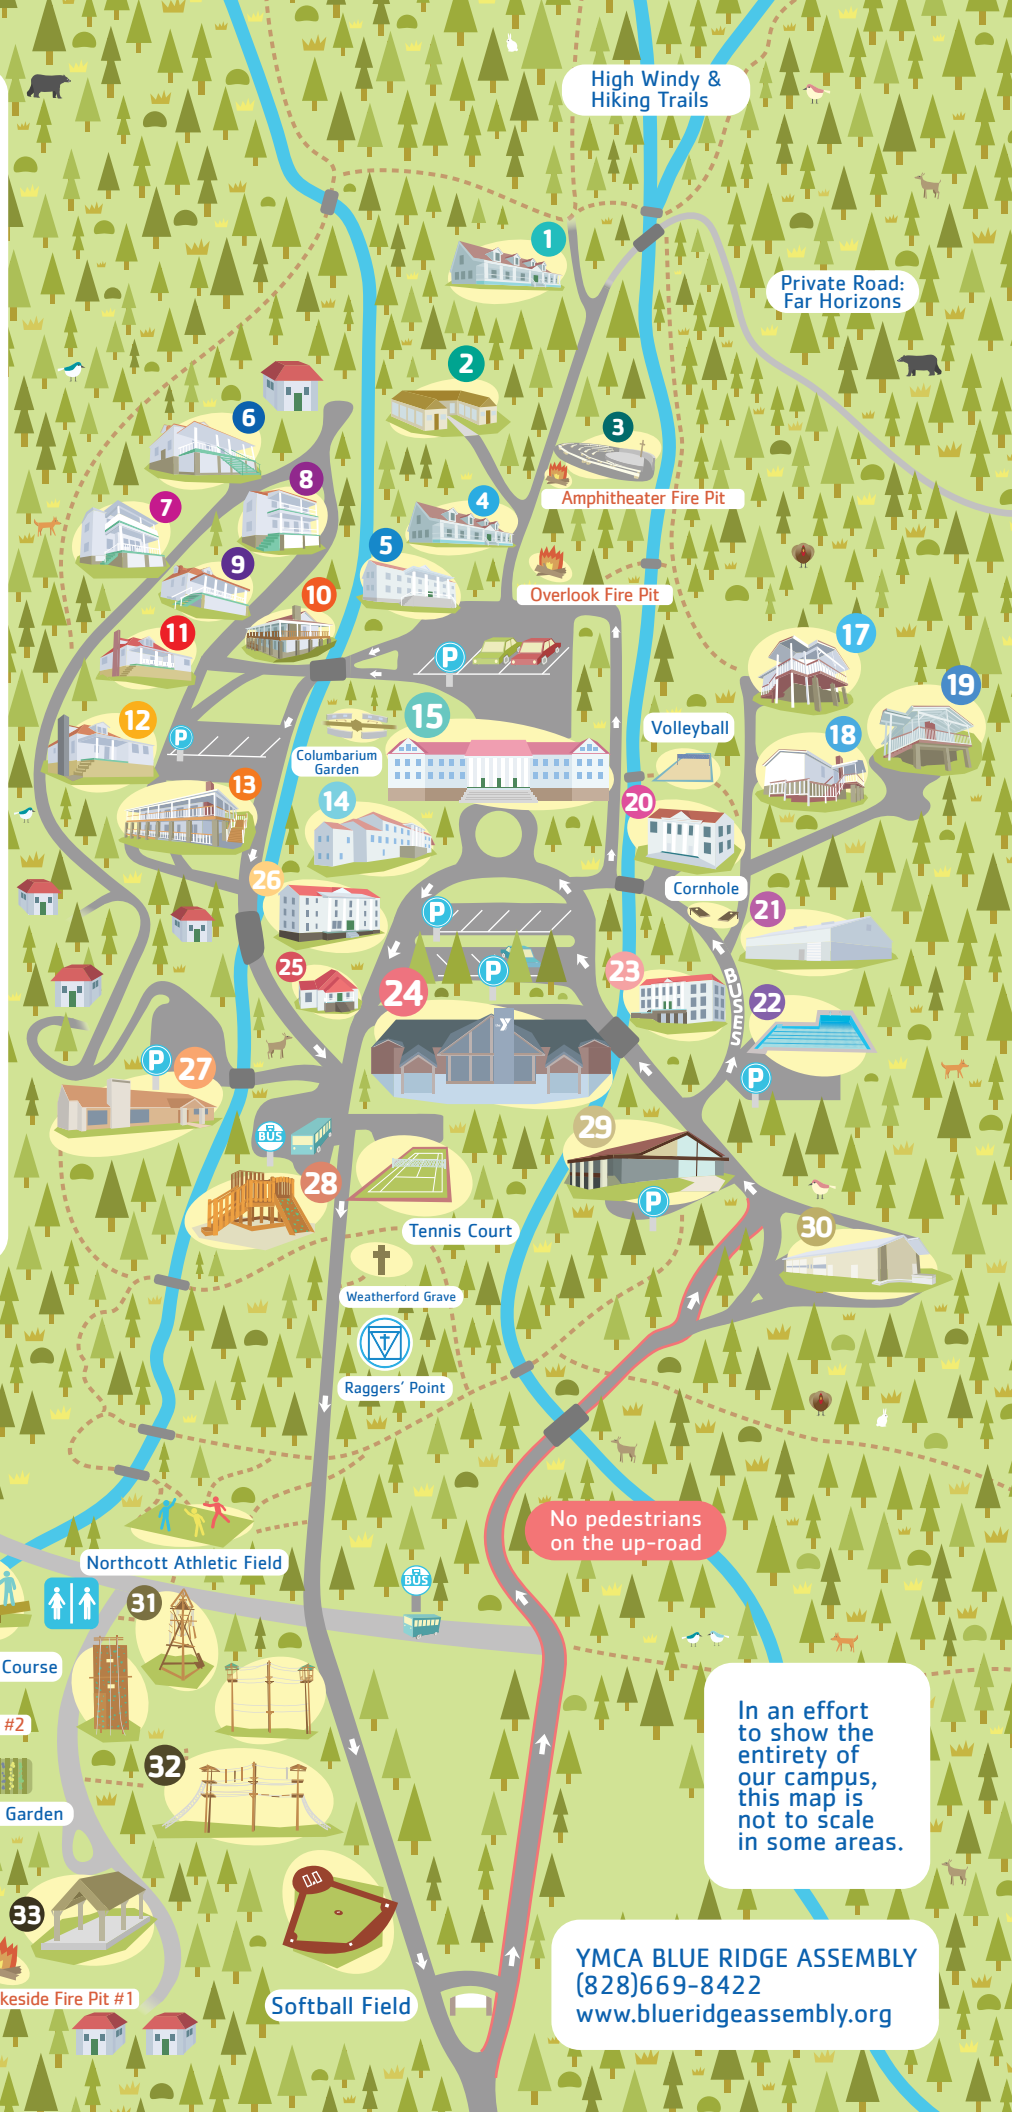 High Windy &
Hiking Trails
1
Private Road:
Far Horizons
2
3
6
Amphitheater Fire Pit
8
7
4
5
9
Overlook Fire Pit
10
11
17
P
19
15
12
Volleyball
18
P
Columbarium
Garden
13
14
20
26
Cornhole
21
P
25
23
P
24
BUSES
22
Y
P
27
P
29
BUS
28
P
30
Tennis Court
Weatherford Grave
Raggers' Point
No pedestrians
on the up-road
Northcott Athletic Field
BUS
31
Course
#2
32
In an effort
to show the
entirety of
our campus,
this map is
not to scale
in some areas.
Garden
33
keside Fire Pit #1
Softball Field
YMCA BLUE RIDGE ASSEMBLY
(828)669-8422
www.blueridgeassembly.org